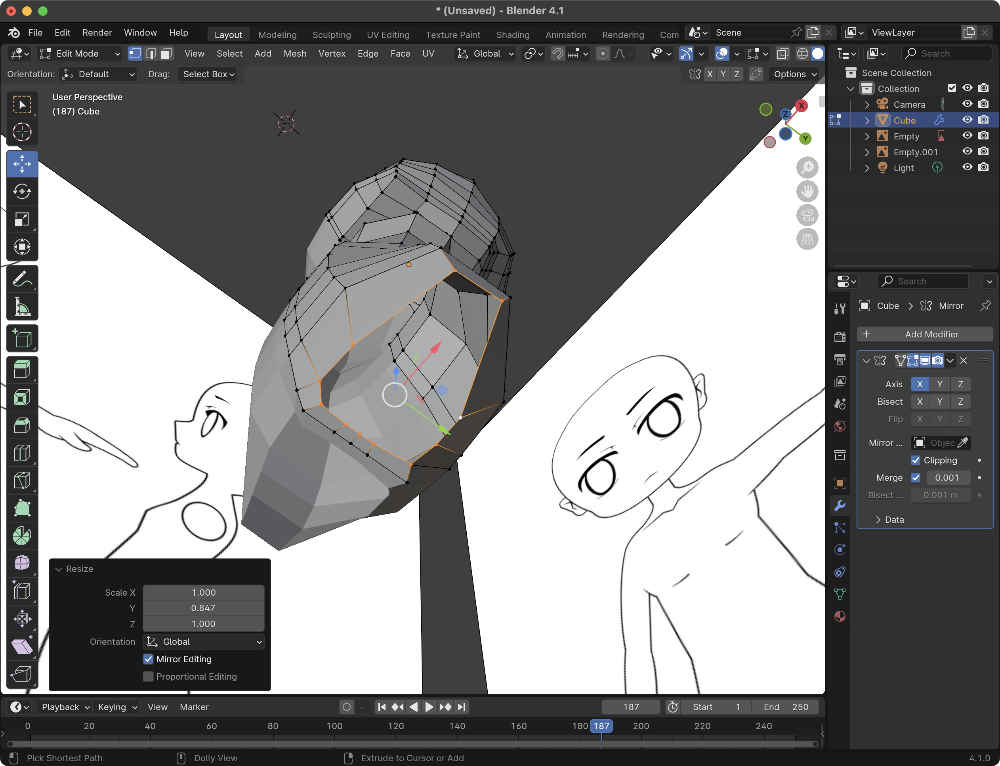 * (Unsaved) - Blender 4.1
File Edit Render Window Help Layout Modeling Sculpting UV Editing Texture Paint Shading Animation Rendering Com Scene ViewLayer
Edit Mode View Select Add Mesh Vertex Edge Face UV Global Search
Orientation: Default Drag: Select Box X Y Z Options
Scene Collection
Collection
Camera
Cube
Empty
Empty.001
Light
User Perspective
(187) Cube
X
Z
Y
Search
Cube > Mirror
+ Add Modifier
Axis X Y Z
Bisect X Y Z
Flip X Y Z
Mirror ... Objec
Clipping
Merge 0.001
Bisect ... 0.001 m
Data
Resize
Scale X 1.000
Y 0.847
Z 1.000
Orientation Global
Mirror Editing
Proportional Editing
Playback Keying View Marker 187 Start 1 End 250
0 20 40 60 80 100 120 140 160 180 187 200 220 240
Pick Shortest Path Dolly View Extrude to Cursor or Add 4.1.0